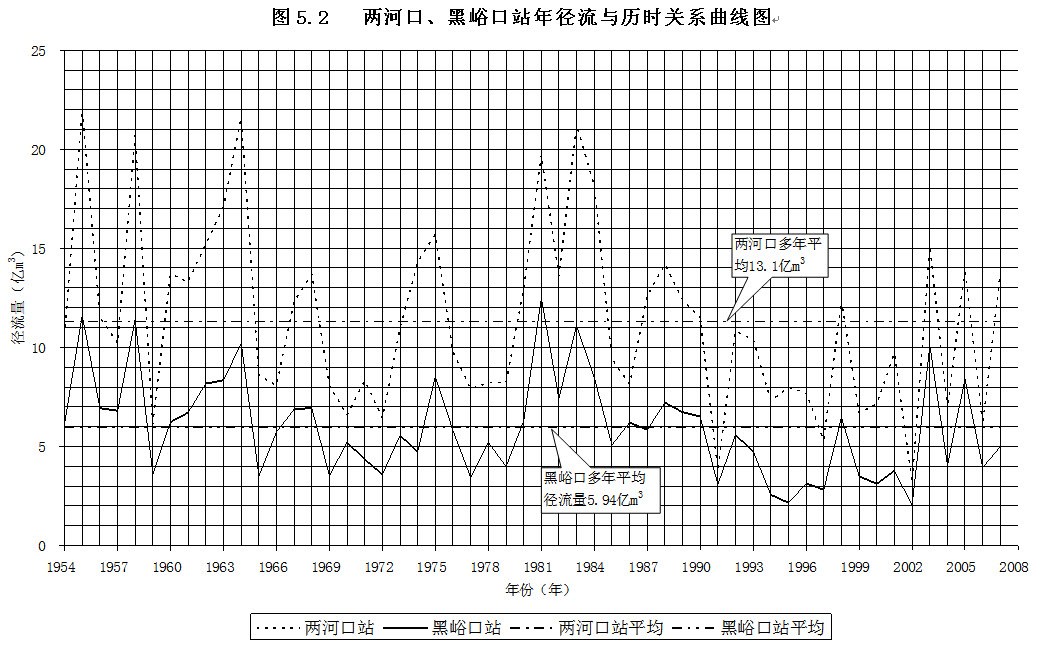 图 5.2 两河口、黑峪口站年径流与历时关系曲线图↵
25
20
15
10
5
0
径流量（亿m³）
两河口多年平
均13.1亿m³
黑峪口多年平均
径流量5.94亿m³
1954 1957 1960 1963 1966 1969 1972 1975 1978 1981 1984 1987 1990 1993 1996 1999 2002 2005 2008
年份（年）
两河口站 黑峪口站 两河口站平均 黑峪口站平均